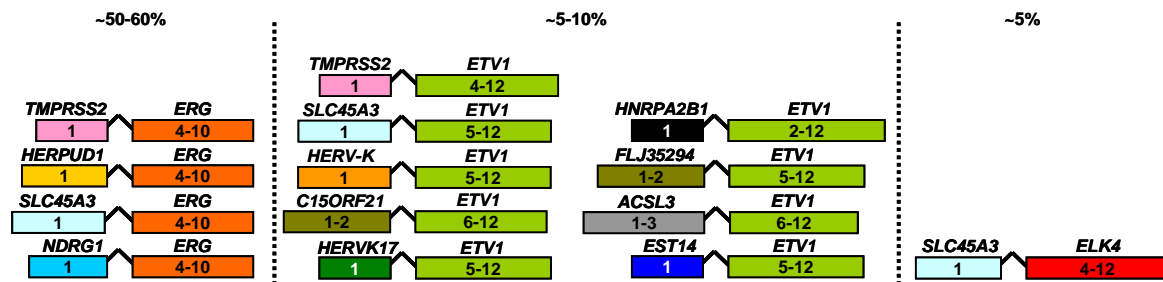 ~50-60%
~5-10%
~5%
TMPRSS2 ERG
1 4-10
HERPUD1 ERG
1 4-10
SLC45A3 ERG
1 4-10
NDRG1 ERG
1 4-10
TMPRSS2 ETV1
1 4-12
SLC45A3 ETV1
1 5-12
HERV-K ETV1
1 5-12
C15ORF21 ETV1
1-2 6-12
HERVK17 ETV1
1 5-12
HNRPA2B1 ETV1
1 2-12
FLJ35294 ETV1
1-2 5-12
ACSL3 ETV1
1-3 6-12
EST14 ETV1
1 5-12
SLC45A3 ELK4
1 4-12